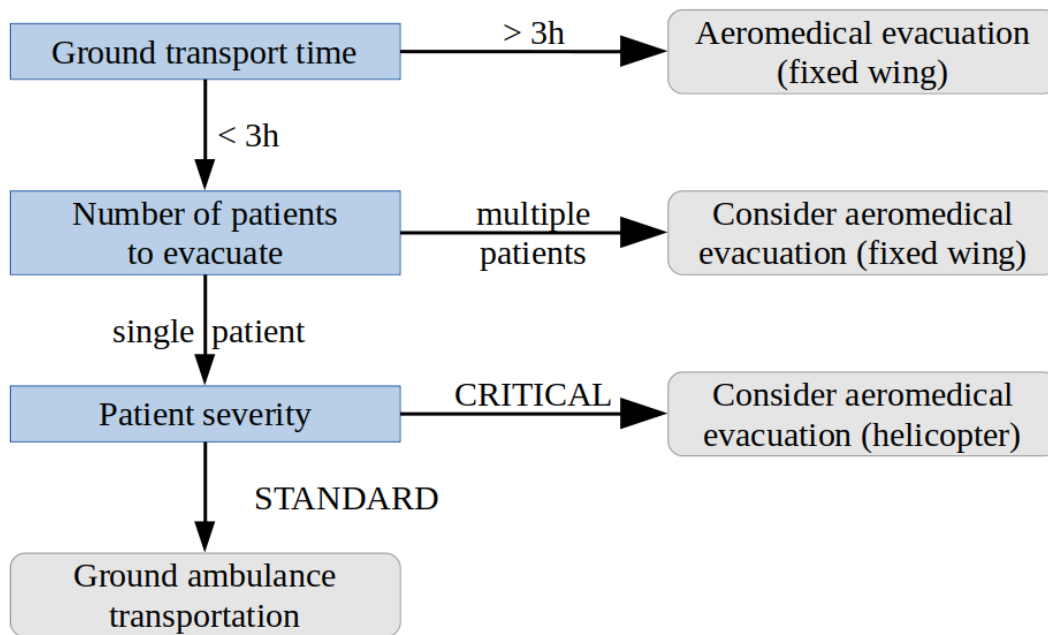 Ground transport time
> 3h
Aeromedical evacuation
(fixed wing)
< 3h
Number of patients
to evacuate
multiple
patients
Consider aeromedical
evacuation (fixed wing)
single patient
Patient severity
CRITICAL
Consider aeromedical
evacuation (helicopter)
STANDARD
Ground ambulance
transportation